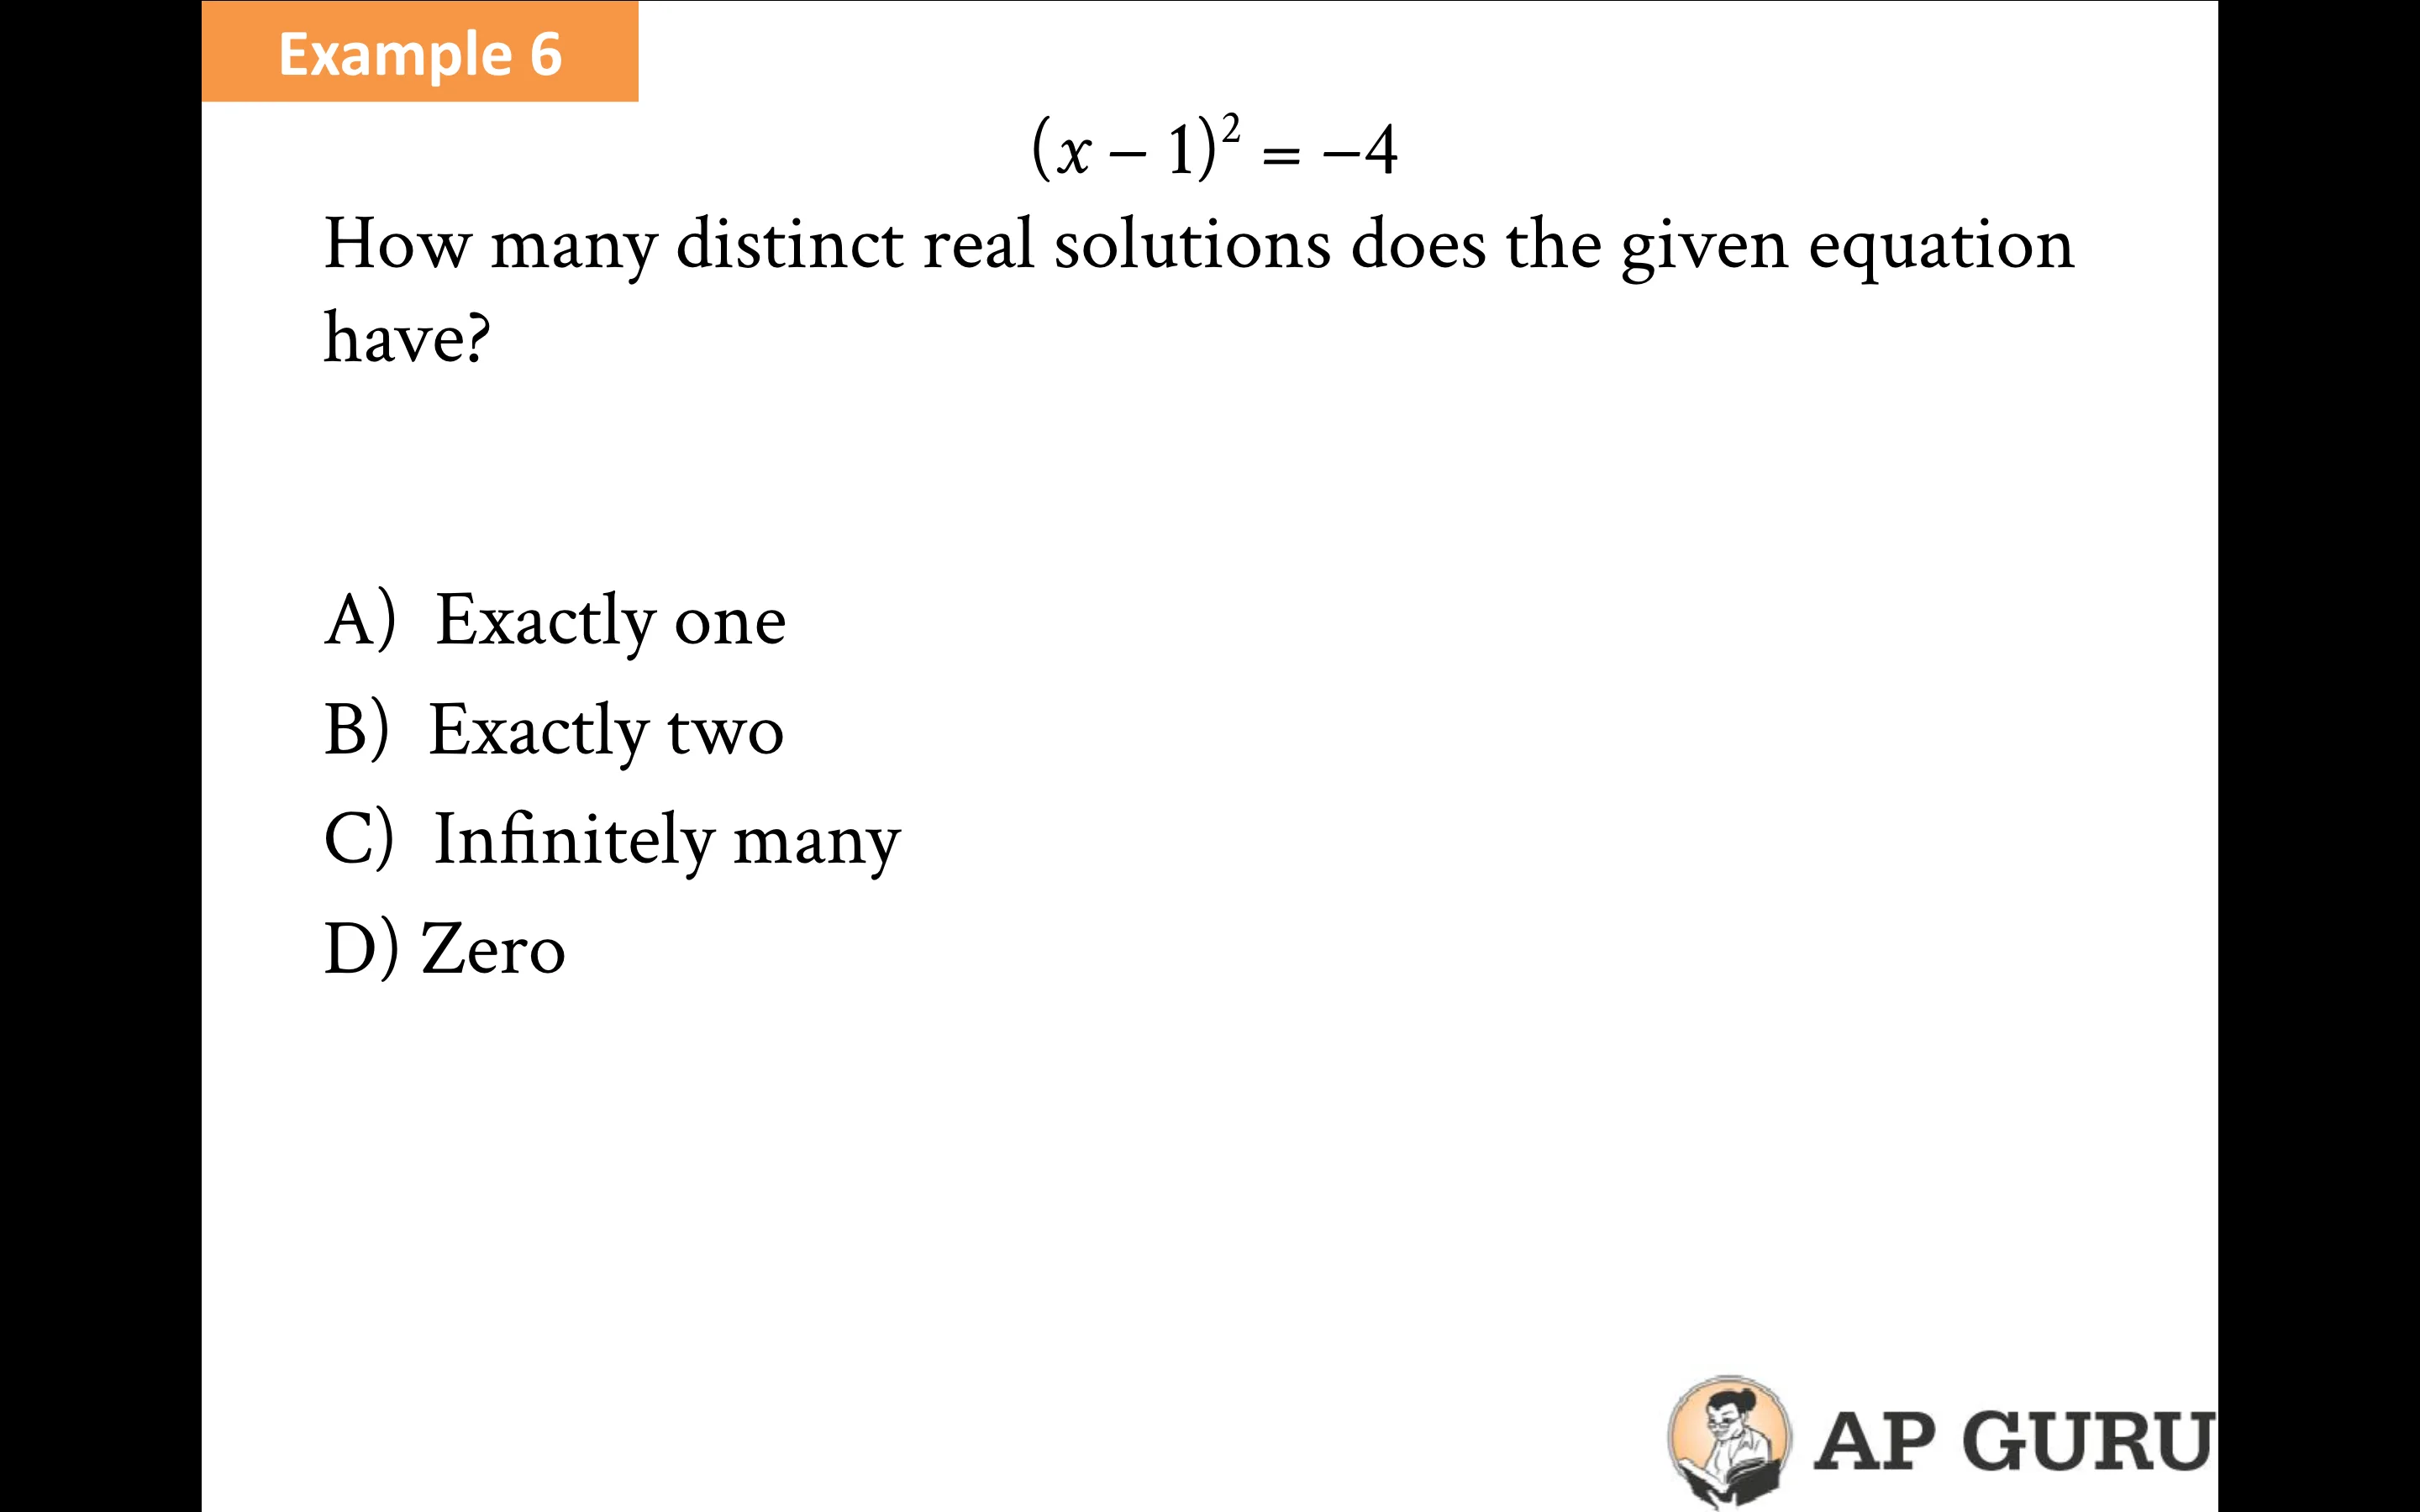 Example 6
(x − 1)² = −4
How many distinct real solutions does the given equation
have?
A) Exactly one
B) Exactly two
C) Infinitely many
D) Zero
AP GURU